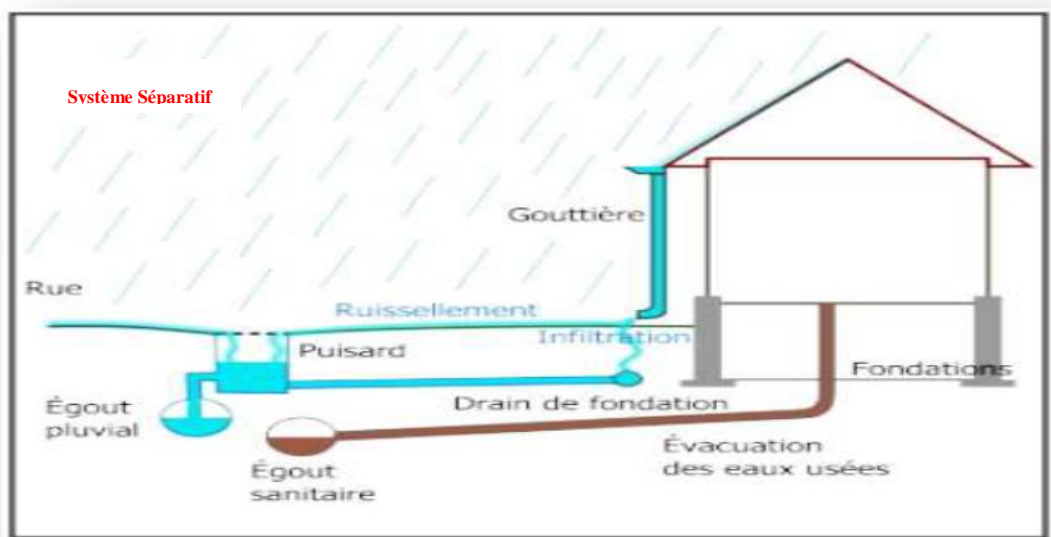 Système Séparatif
Gouttière
Rue
Ruissellement
Infiltration
Puisard
Fondations
Drain de fondation
Égout
pluvial
Évacuation
des eaux usées
Égout
sanitaire